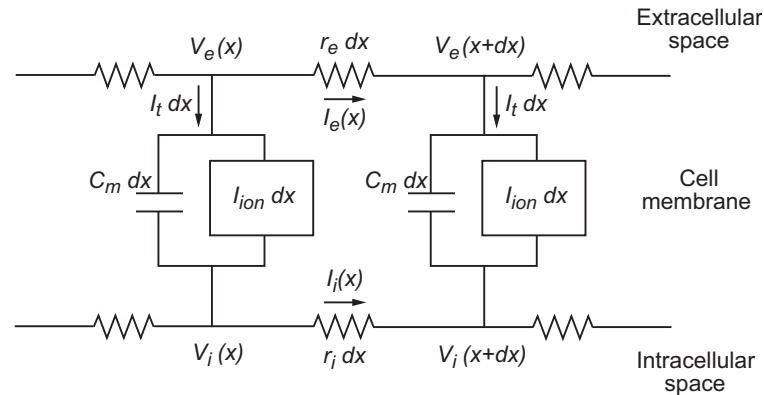 Extracellular
space
V_e(x)
r_e dx
V_e(x+dx)
I_t dx
I_e(x)
I_t dx
C_m dx
I_ion dx
C_m dx
I_ion dx
Cell
membrane
I_i(x)
V_i(x)
r_i dx
V_i(x+dx)
Intracellular
space